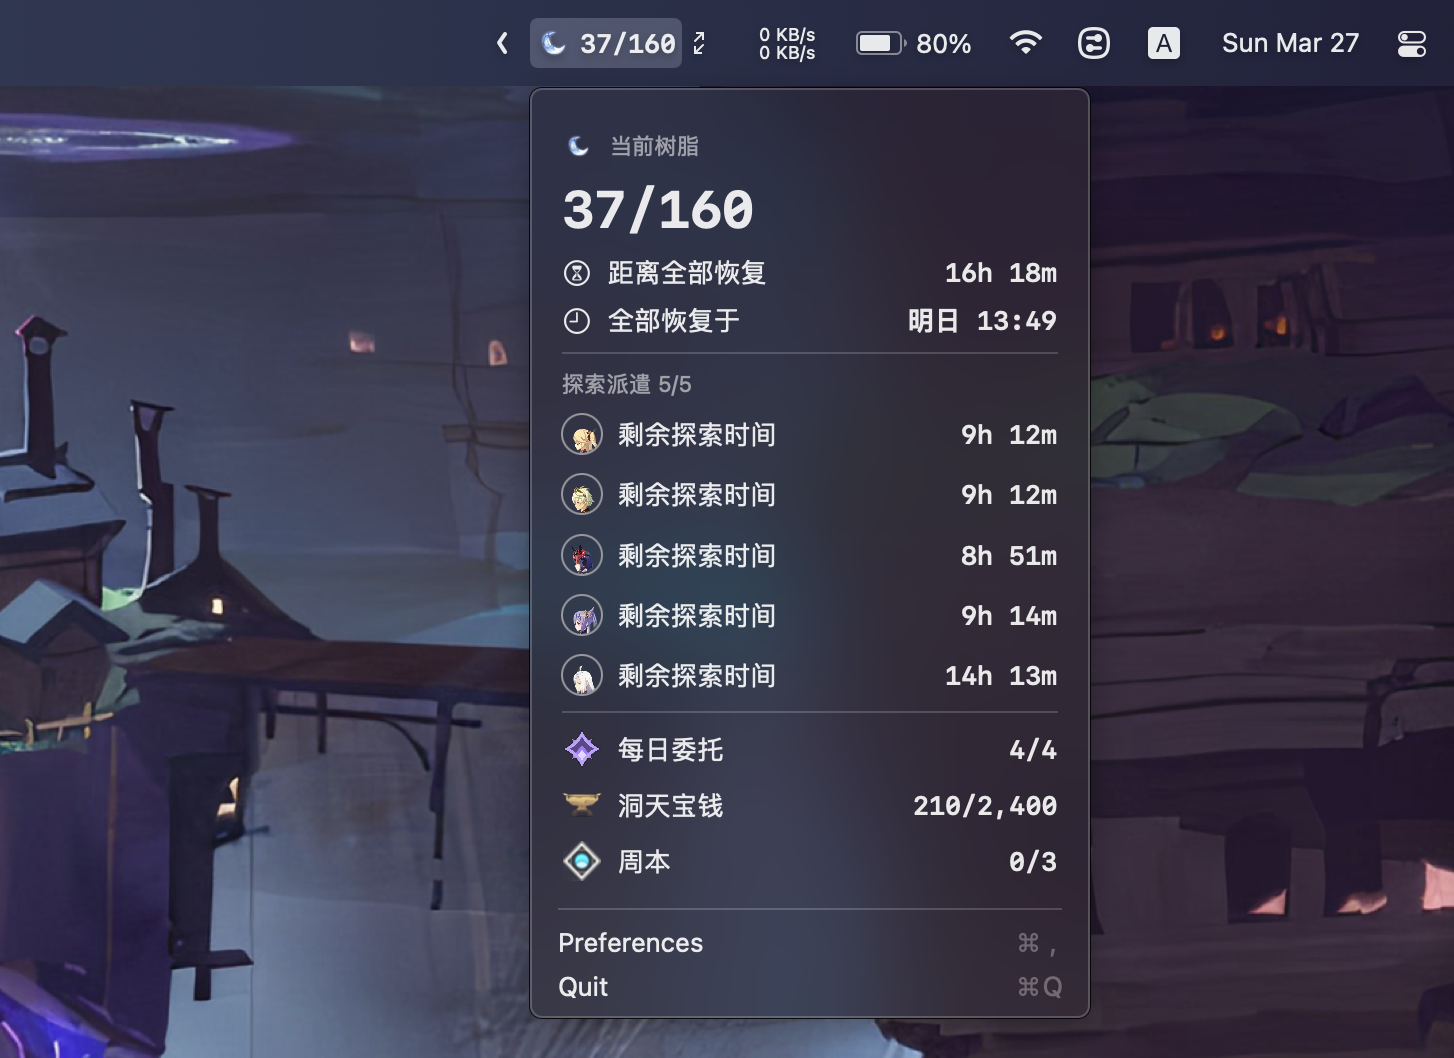 37/160
0 KB/s
0 KB/s
80%
A
Sun Mar 27
当前树脂
37/160
距离全部恢复 16h 18m
全部恢复于 明日 13:49
探索派遣 5/5
剩余探索时间 9h 12m
剩余探索时间 9h 12m
剩余探索时间 8h 51m
剩余探索时间 9h 14m
剩余探索时间 14h 13m
每日委托 4/4
洞天宝钱 210/2,400
周本 0/3
Preferences ⌘ ,
Quit ⌘Q